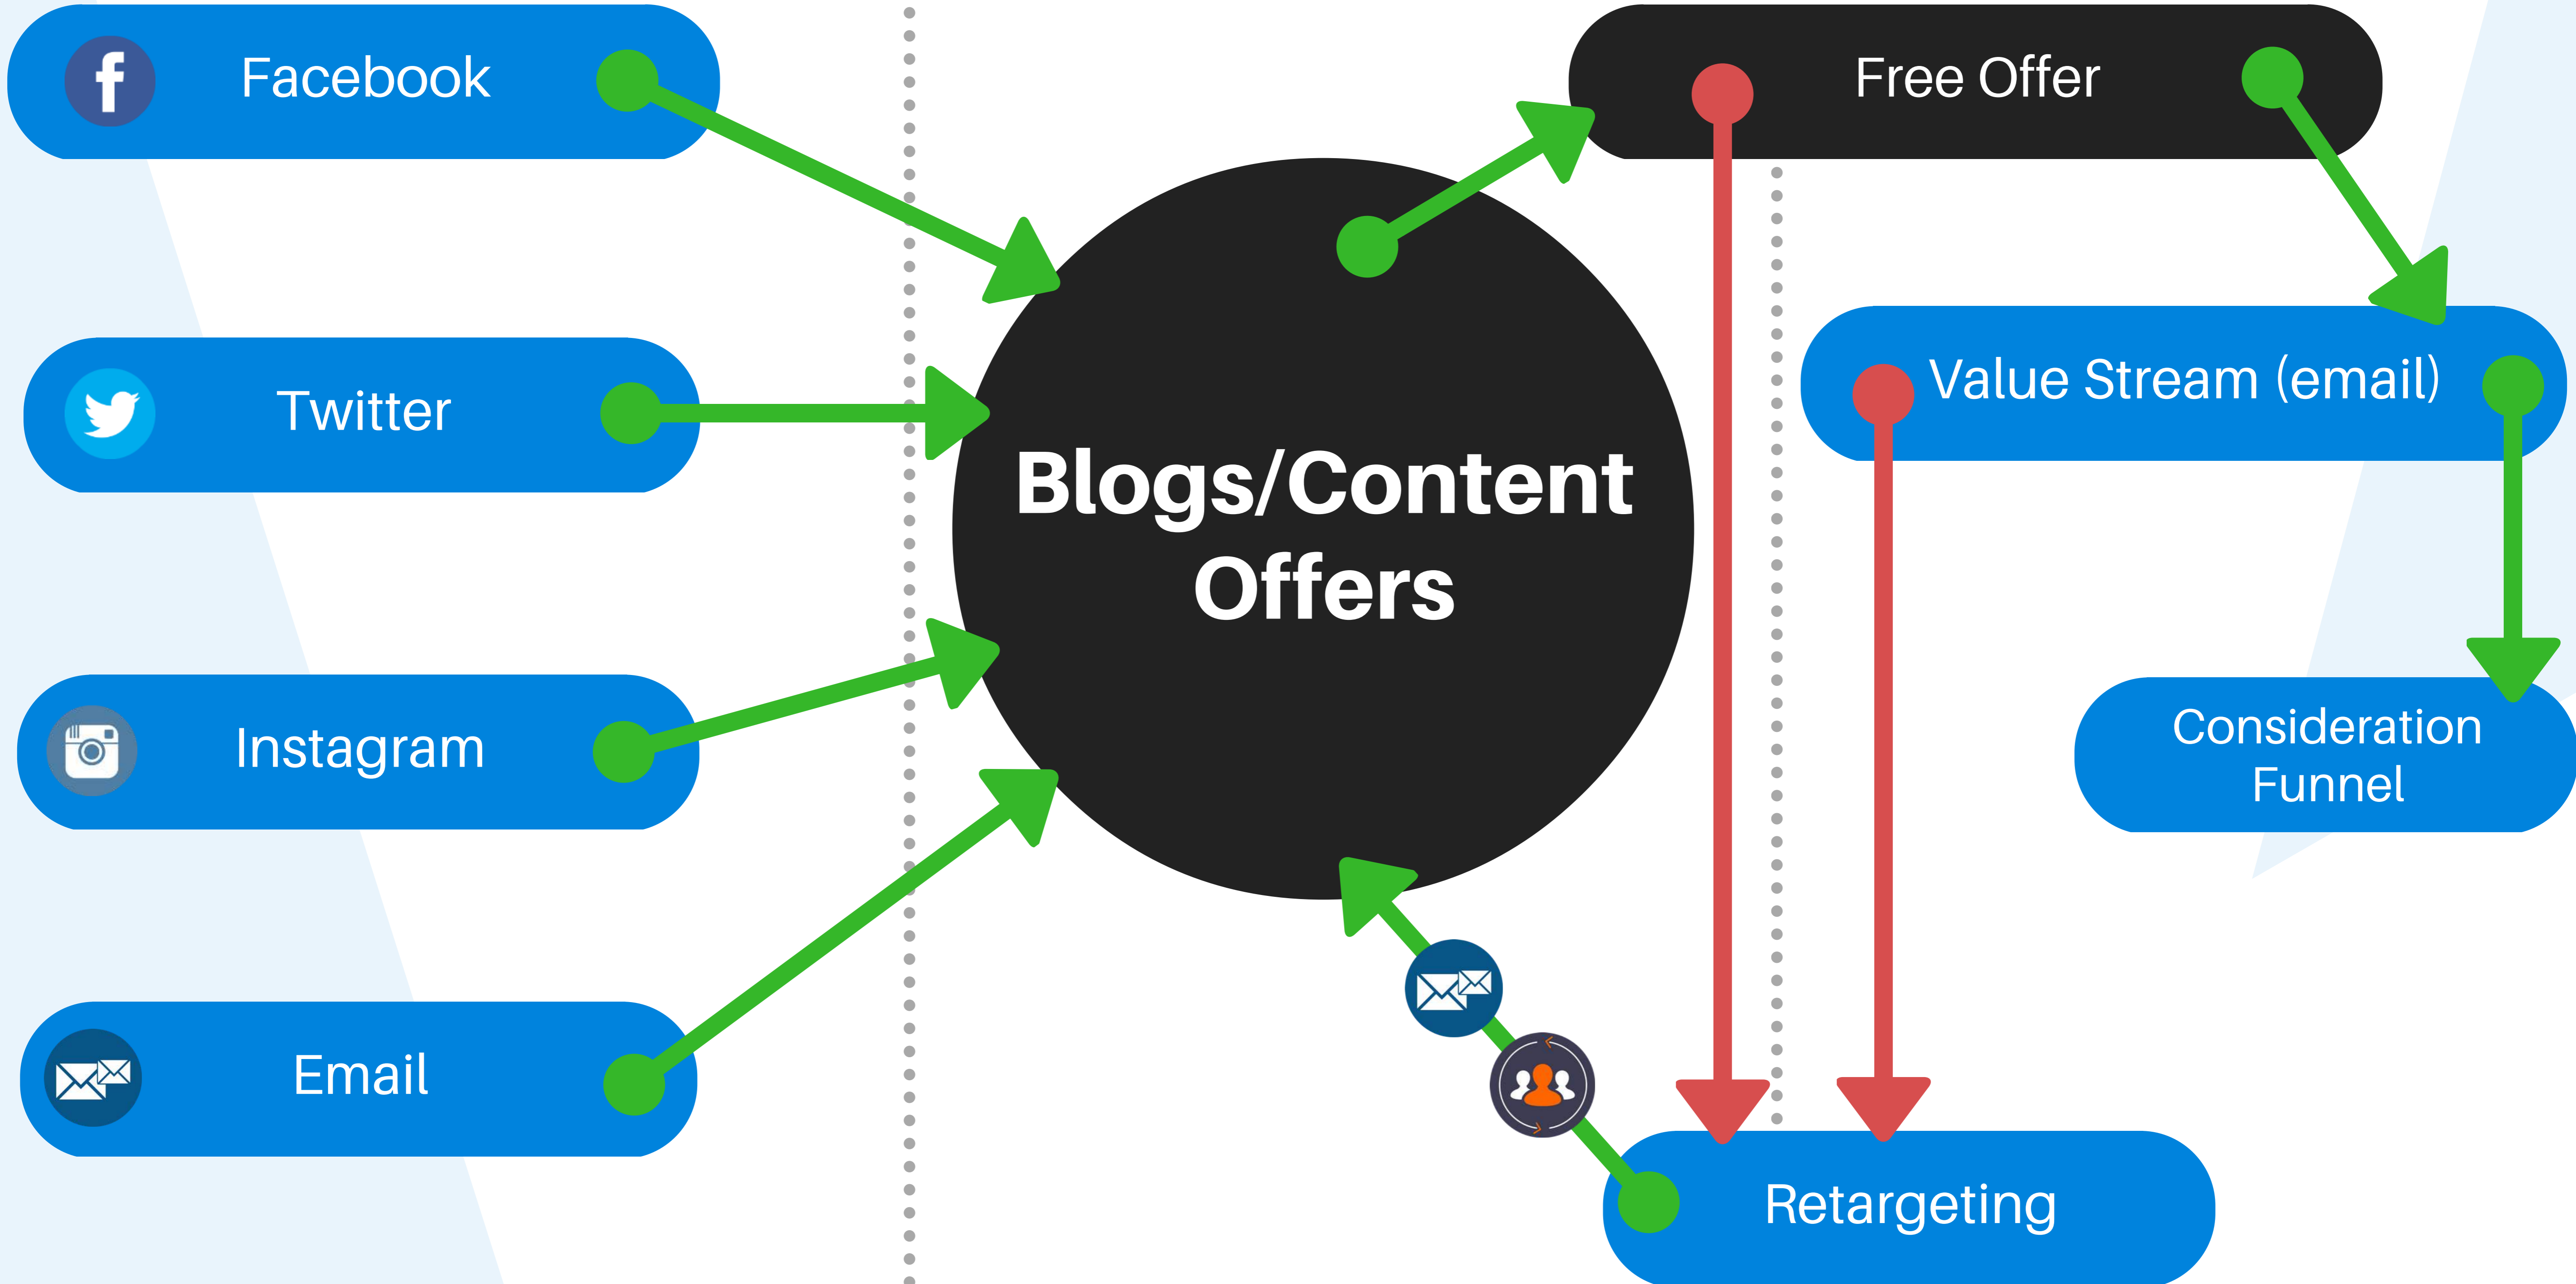 Facebook
Twitter
Instagram
Email
Blogs/Content
Offers
Free Offer
Value Stream (email)
Consideration
Funnel
Retargeting